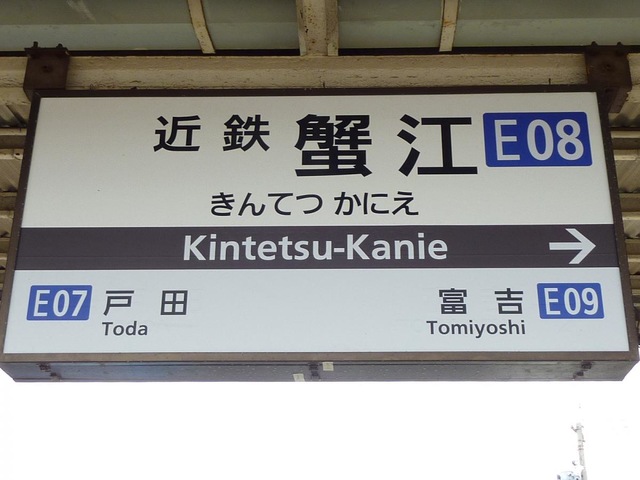 近鉄 蟹江 E08
きんてつ かにえ
Kintetsu-Kanie →
E07 戸田 富吉 E09
Toda Tomiyoshi